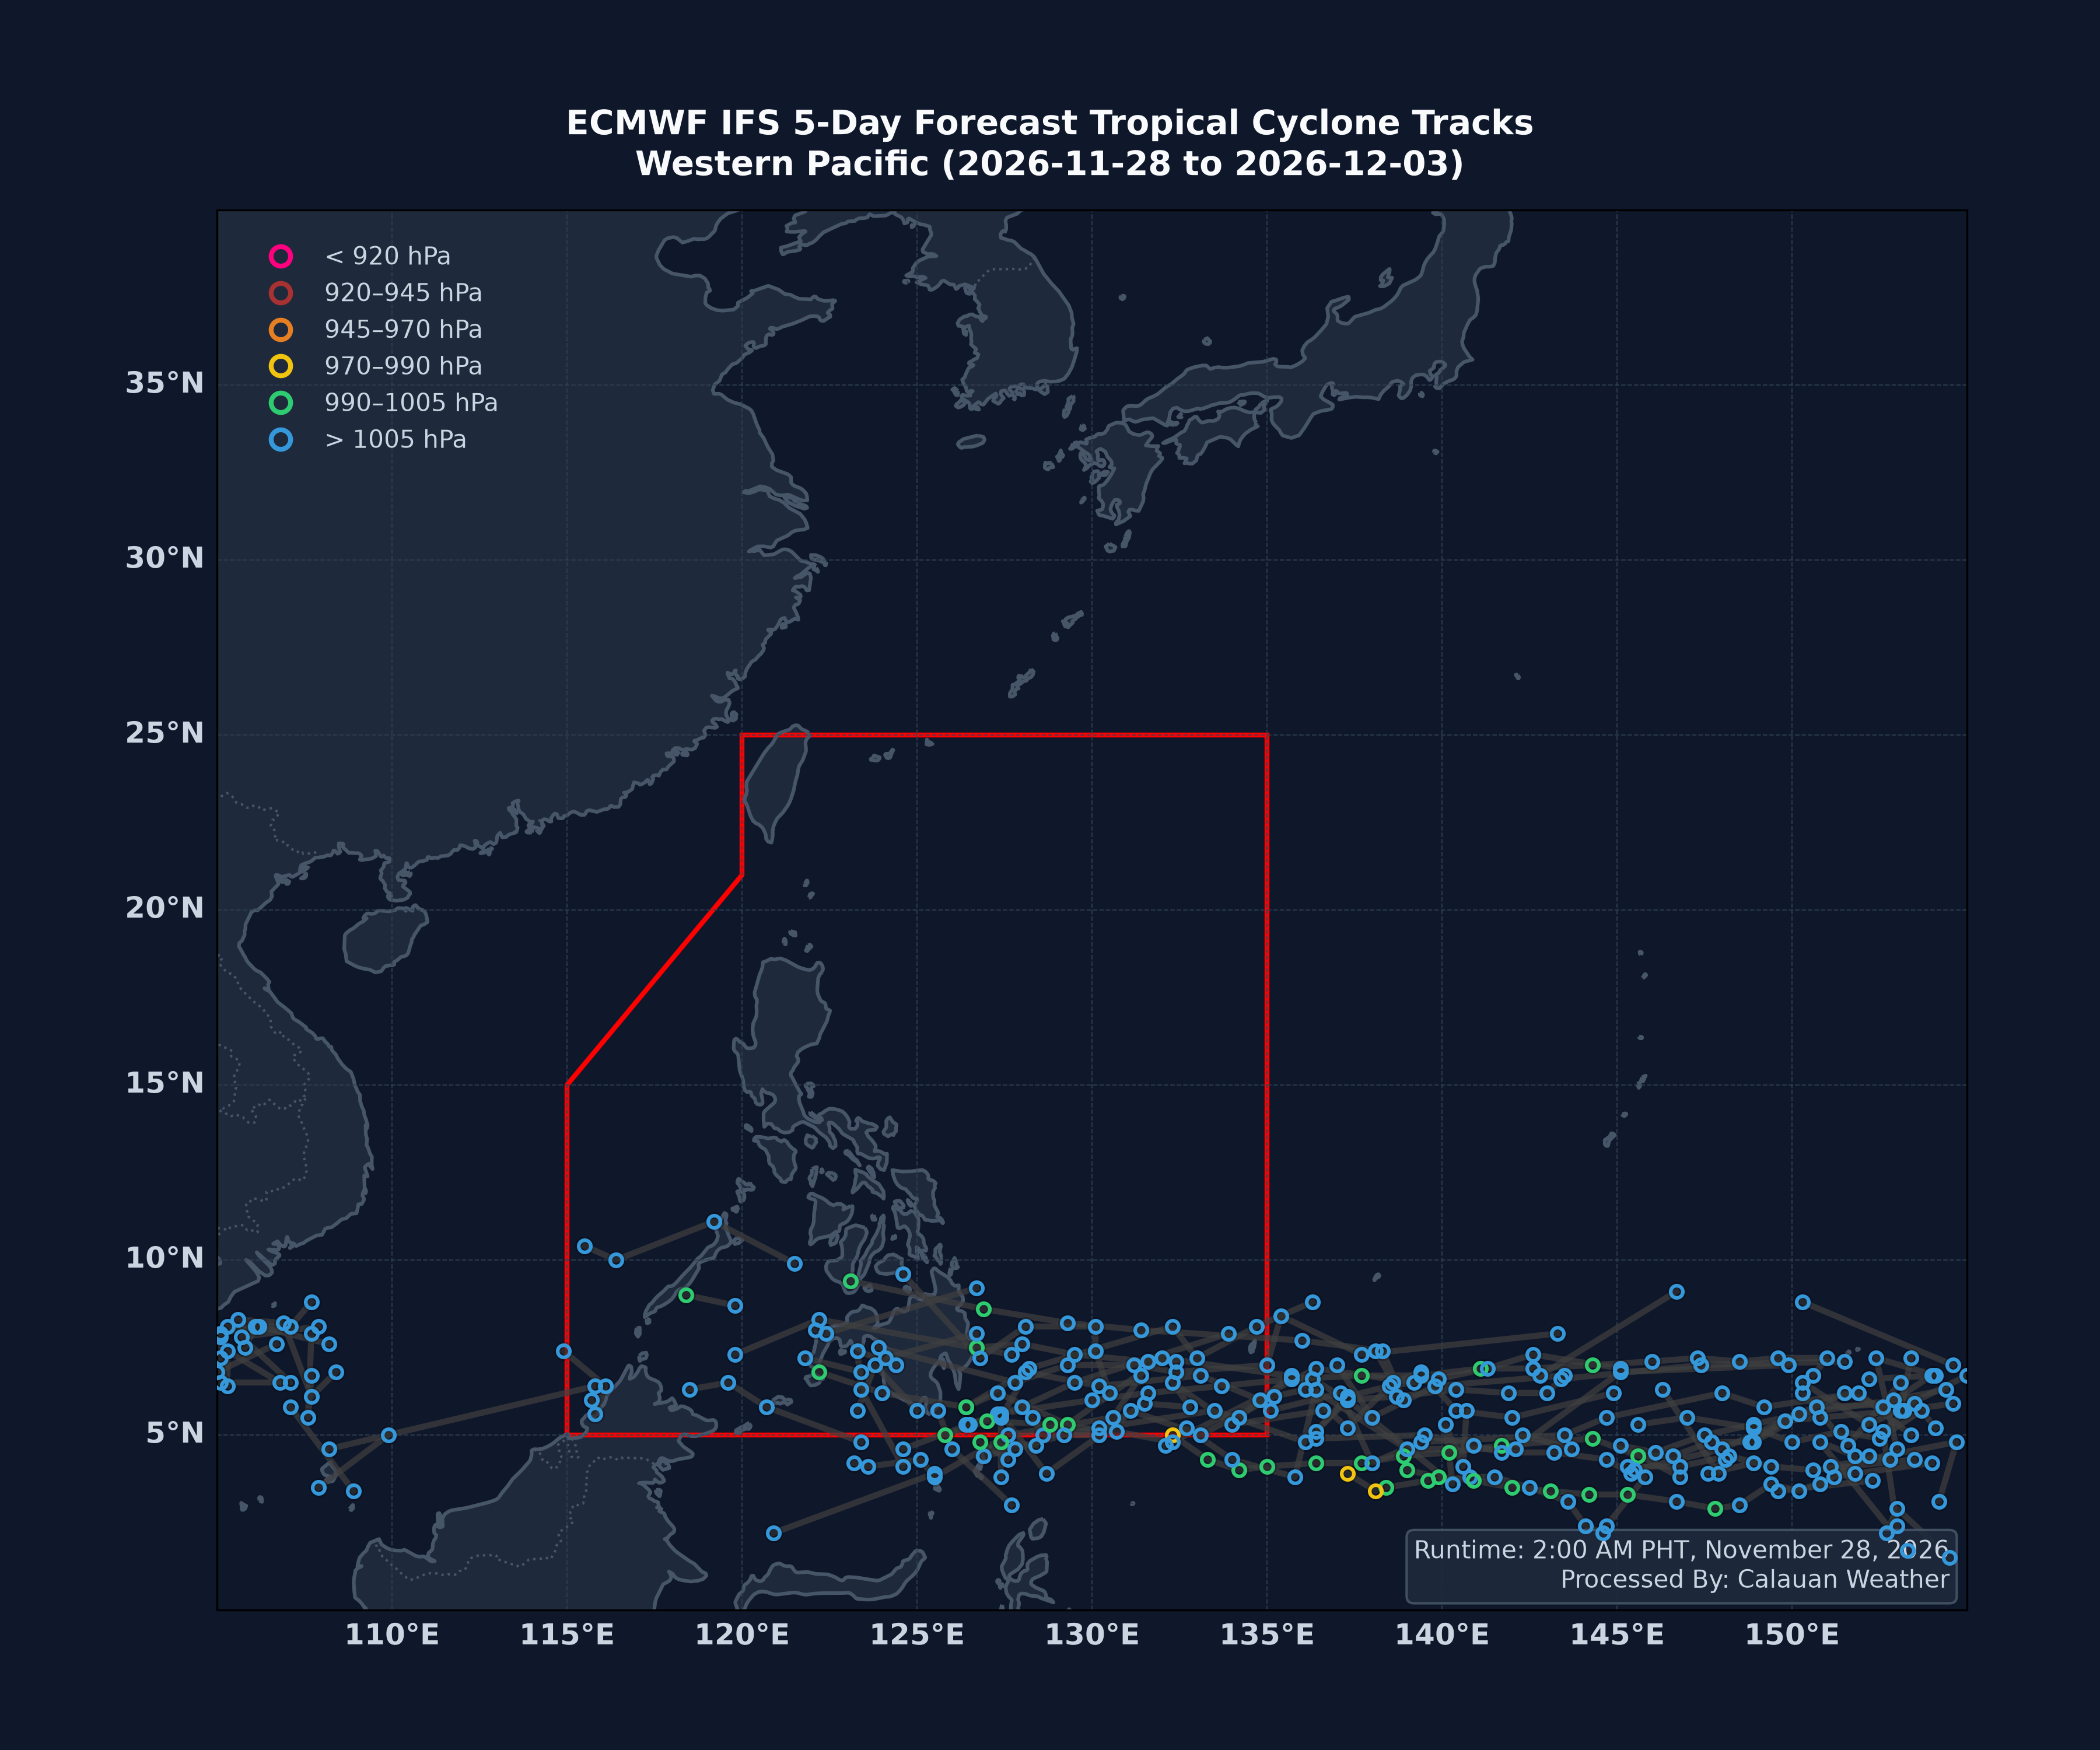 ECMWF IFS 5-Day Forecast Tropical Cyclone Tracks
Western Pacific (2026-11-28 to 2026-12-03)
< 920 hPa
920–945 hPa
945–970 hPa
970–990 hPa
990–1005 hPa
> 1005 hPa
35°N
30°N
25°N
20°N
15°N
10°N
5°N
Runtime: 2:00 AM PHT, November 28, 2026
Processed By: Calauan Weather
110°E 115°E 120°E 125°E 130°E 135°E 140°E 145°E 150°E